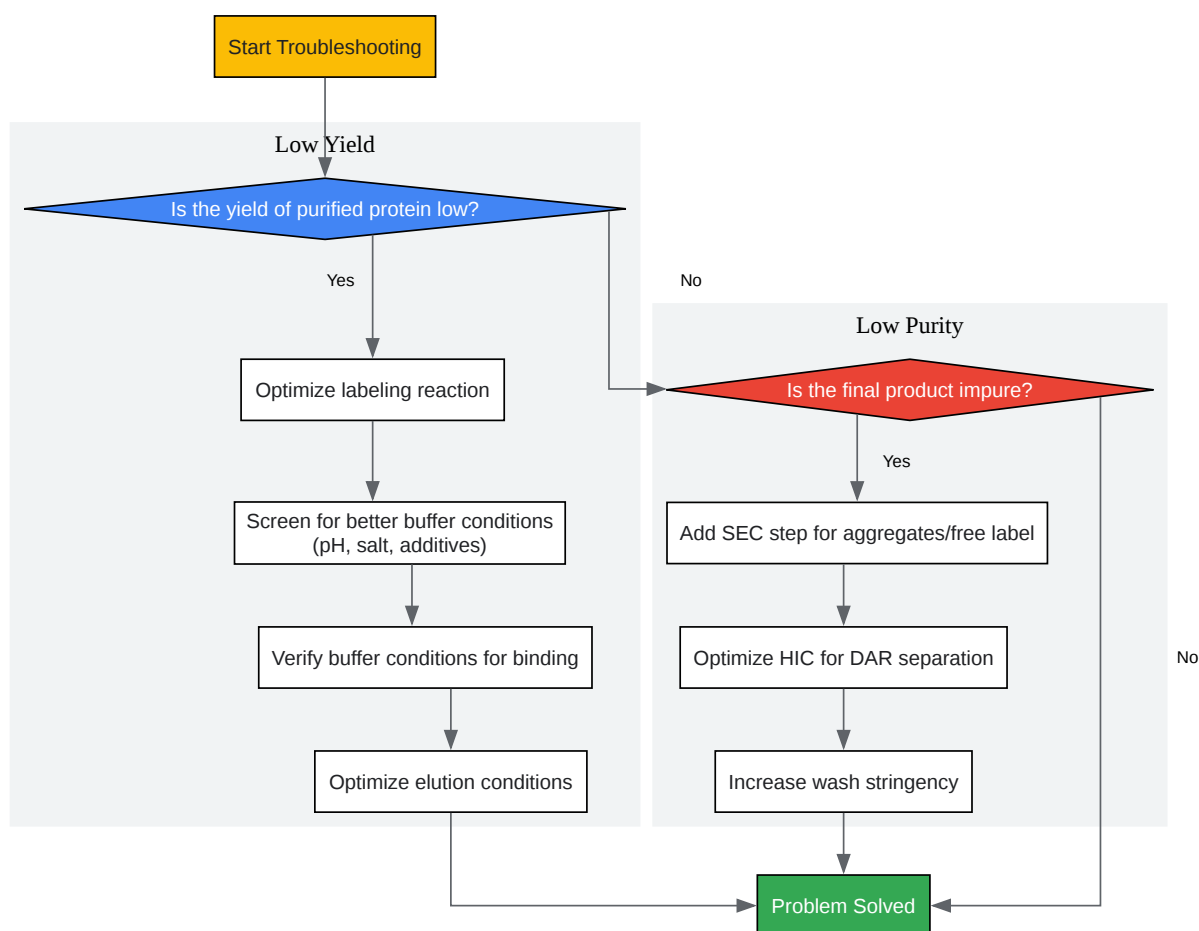 Start Troubleshooting
Low Yield
Is the yield of purified protein low?
Yes
No
Optimize labeling reaction
Screen for better buffer conditions
(pH, salt, additives)
Verify buffer conditions for binding
Optimize elution conditions
Low Purity
Is the final product impure?
Yes
No
Add SEC step for aggregates/free label
Optimize HIC for DAR separation
Increase wash stringency
Problem Solved